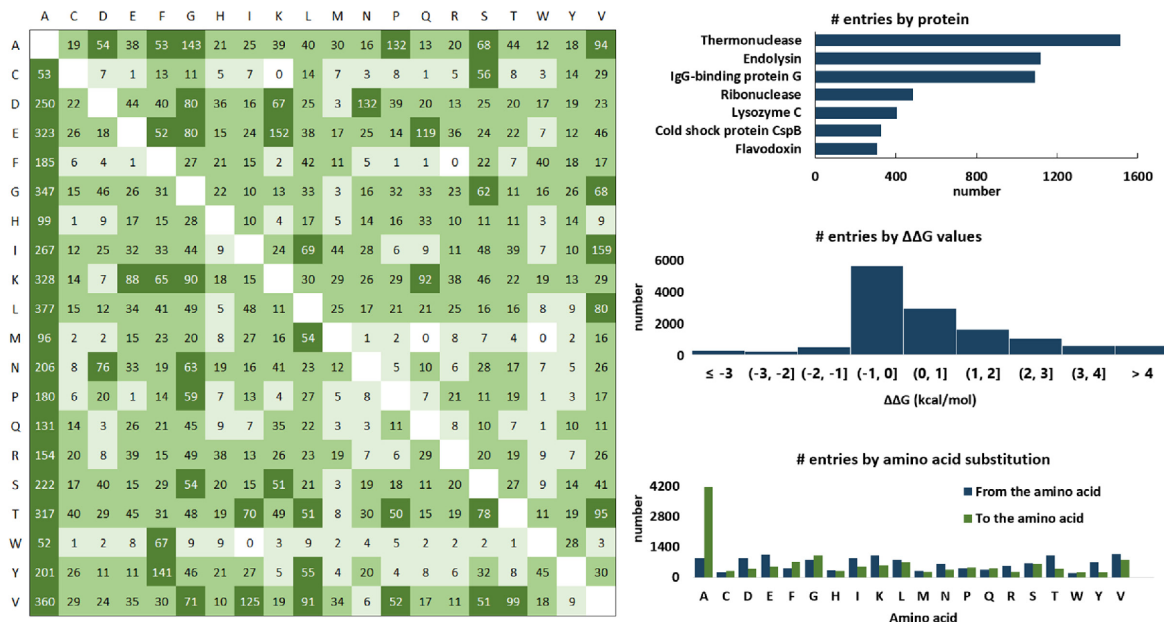 A C D E F G H I K L M N P Q R S T W Y V
A 19 54 38 53 143 21 25 39 40 30 16 132 13 20 68 44 12 18 94
C 53 7 1 13 11 5 7 0 14 7 3 8 1 5 56 8 3 14 29
D 250 22 44 40 80 36 16 67 21 3 132 39 20 13 25 20 17 19 23
E 323 26 18 52 80 15 24 152 38 17 25 14 119 36 24 22 7 12 46
F 185 6 4 1 27 21 15 2 42 11 5 1 1 0 22 7 40 18 17
G 347 15 46 26 31 22 10 13 33 3 16 32 33 23 62 11 16 26 68
H 99 1 9 17 15 28 10 4 17 5 14 16 33 10 11 11 3 14 9
I 267 12 25 32 33 44 9 24 69 44 28 6 9 11 48 39 7 10 159
K 328 14 7 88 65 90 18 15 30 29 26 29 92 38 46 22 19 13 29
L 377 15 12 34 41 49 5 48 11 25 17 21 21 25 16 16 8 9 80
M 96 2 2 15 23 20 8 27 16 54 1 2 0 8 7 4 0 2 16
N 206 8 76 33 19 63 19 16 41 23 12 5 10 6 28 17 7 5 26
P 180 6 20 1 14 59 7 13 4 27 5 8 7 21 11 19 1 3 17
Q 131 14 3 26 21 45 9 7 35 22 3 3 11 8 10 7 1 10 11
R 154 20 8 39 15 49 38 13 26 23 19 7 6 29 20 19 9 7 26
S 222 17 40 15 29 54 20 15 51 21 3 19 18 11 20 27 9 14 41
T 317 40 29 45 31 48 19 70 49 51 8 30 50 15 19 78 11 19 95
W 52 1 2 8 67 9 9 0 3 9 2 4 5 2 2 2 1 28 3
Y 201 26 11 11 141 46 21 27 5 55 4 20 4 8 6 32 8 45 30
V 360 29 24 35 30 71 10 125 19 91 34 6 52 17 11 51 99 18 9
# entries by protein
Thermonuclease
Endolysin
IgG-binding protein G
Ribonuclease
Lysozyme C
Cold shock protein CspB
Flavodoxin
0 400 800 1200 1600
number
# entries by ΔΔG values
number
6000
4000
2000
0
≤ -3 (-3, -2] (-2, -1] (-1, 0] (0, 1] (1, 2] (2, 3] (3, 4] > 4
ΔΔG (kcal/mol)
# entries by amino acid substitution
number
4200
2800
1400
0
From the amino acid
To the amino acid
A C D E F G H I K L M N P Q R S T W Y V
Amino acid